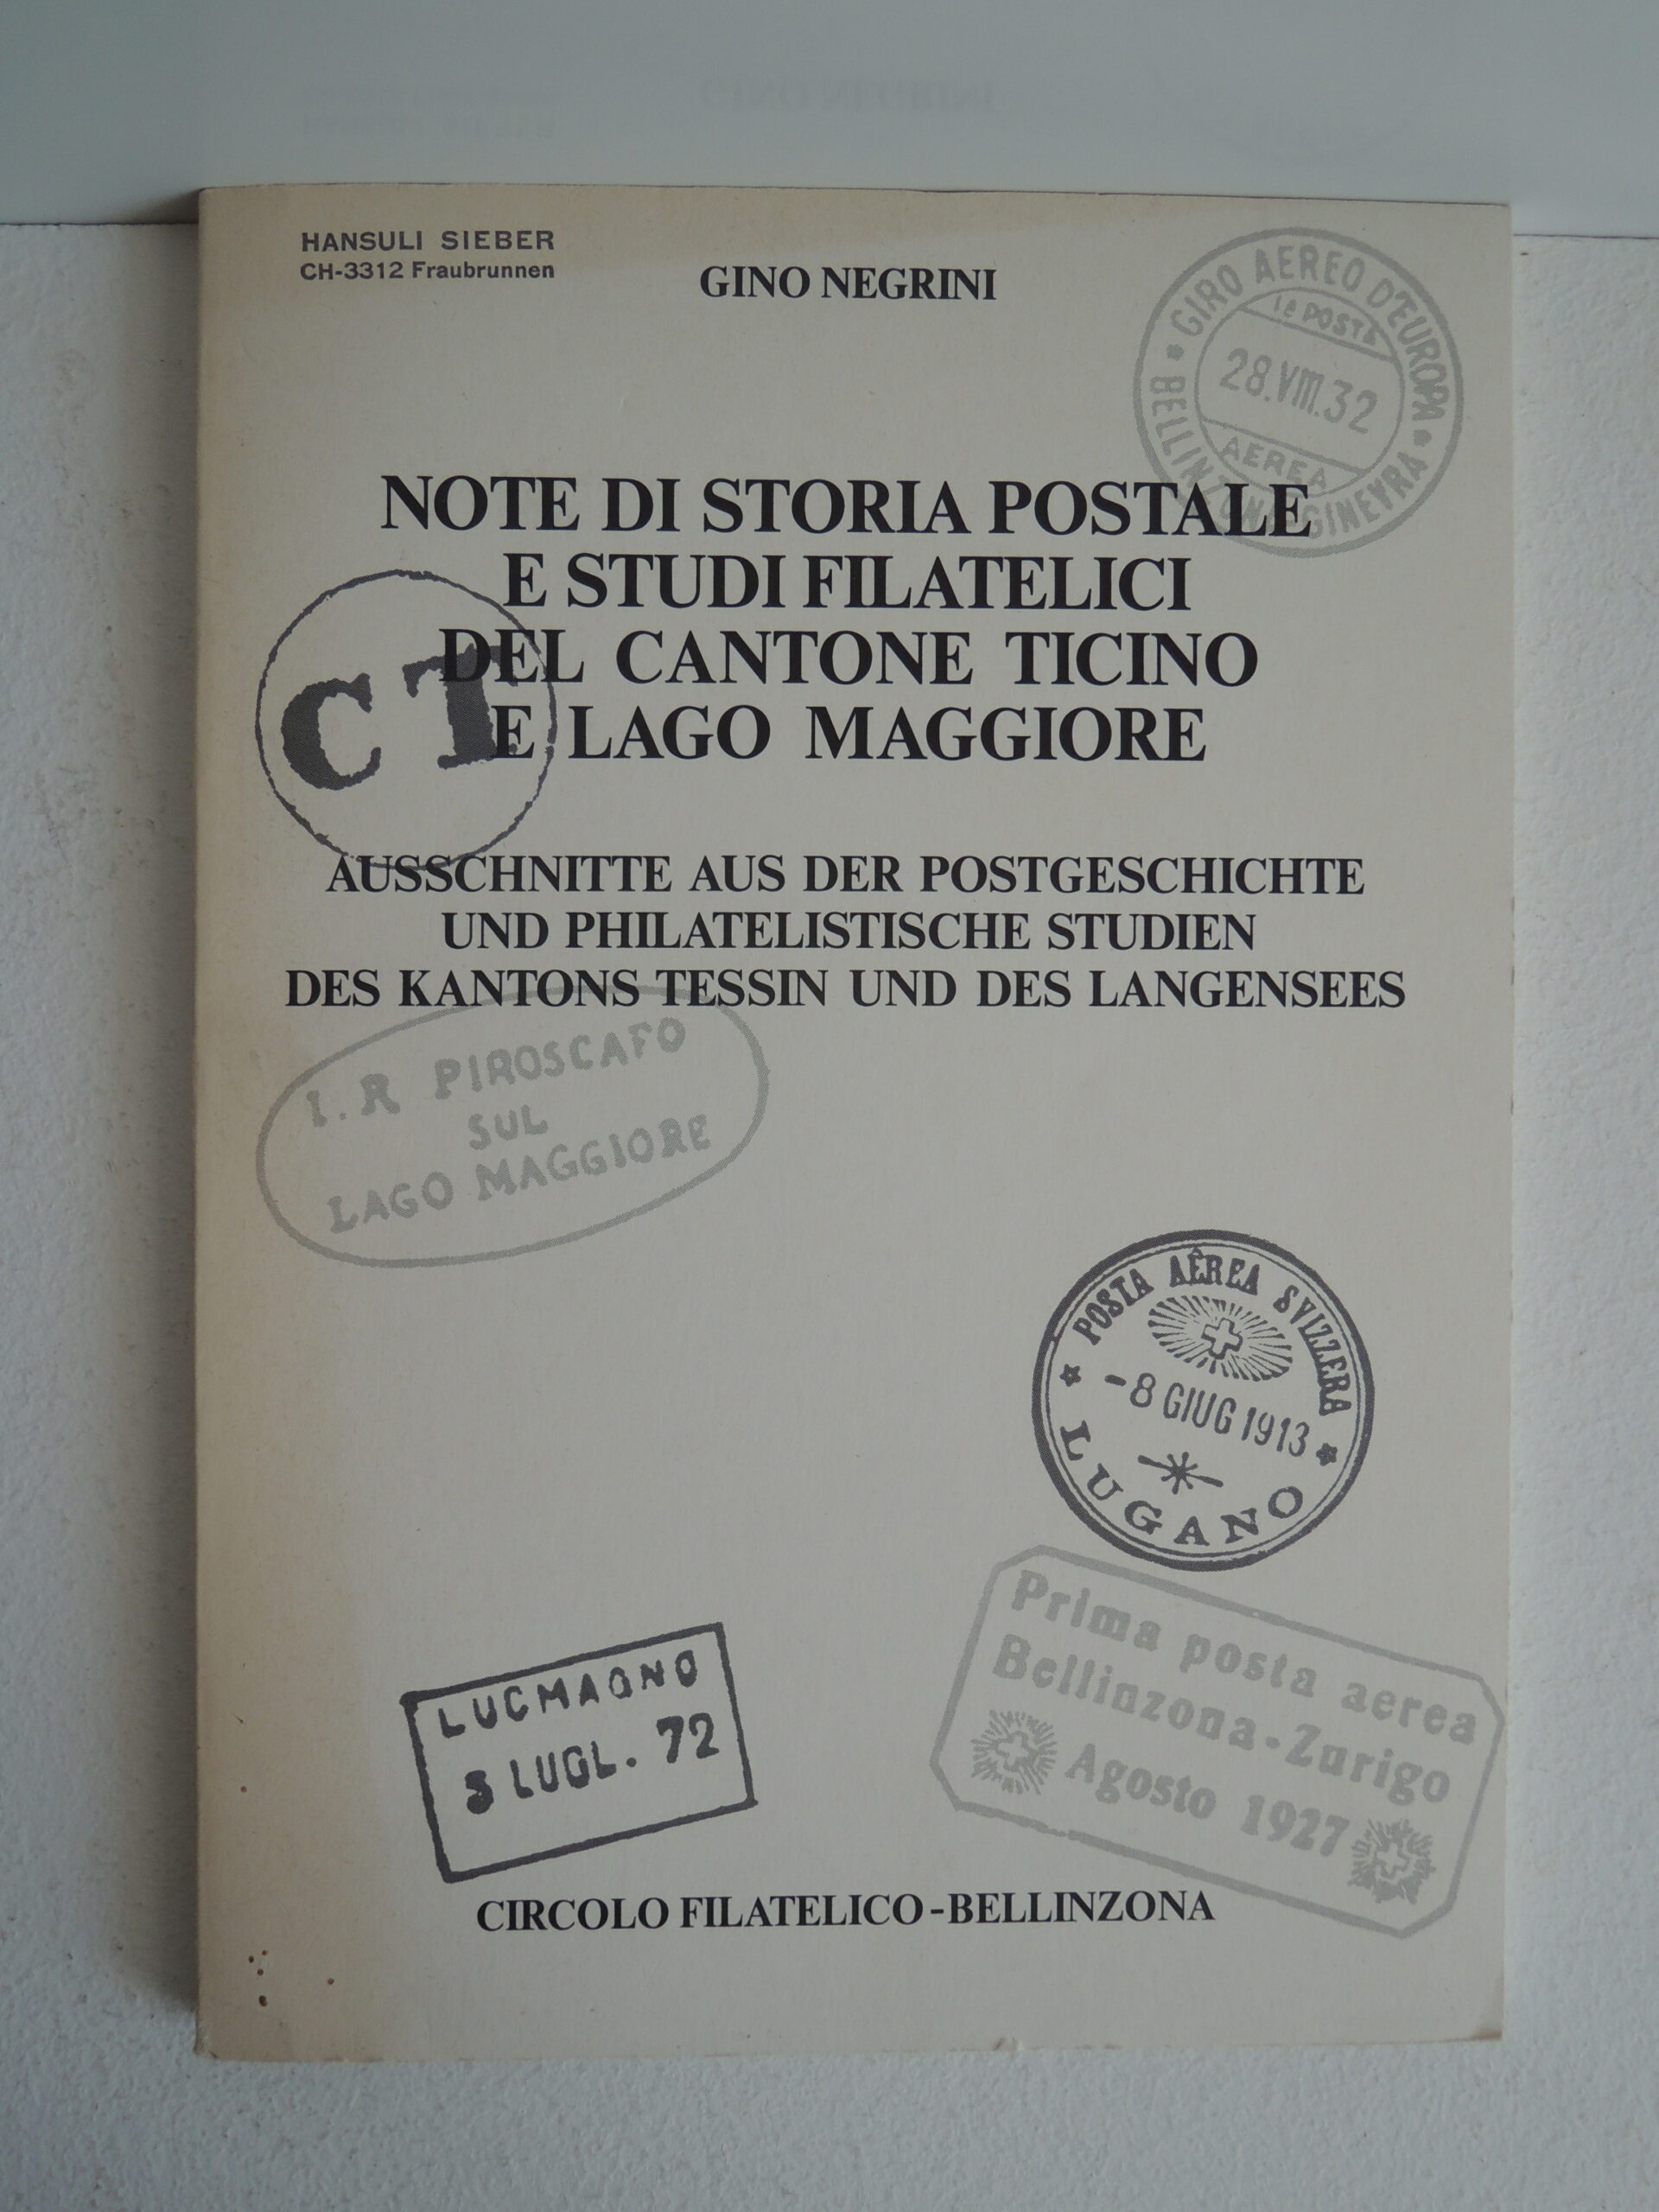 HANSULI SIEBER
CH-3312 Fraubrunnen
GINO NEGRINI
GIRO AEREO D'EUROPA
1a POSTA
28.VIII.32
AEREA
NOTE DI STORIA POSTALE
E STUDI FILATELICI
DEL CANTONE TICINO
E LAGO MAGGIORE
CT
AUSSCHNITTE AUS DER POSTGESCHICHTE
UND PHILATELISTISCHE STUDIEN
DES KANTONS TESSIN UND DES LANGENSEES
I.R PIROSCAFO
SUL
LAGO MAGGIORE
POSTA AÊREA SVIZZERA
-8 GIUG 1913
LUGANO
Prima posta aerea
Bellinzona-Zurigo
Agosto 1927
LUCMAGNO
LUGL. 72
CIRCOLO FILATELICO-BELLINZONA